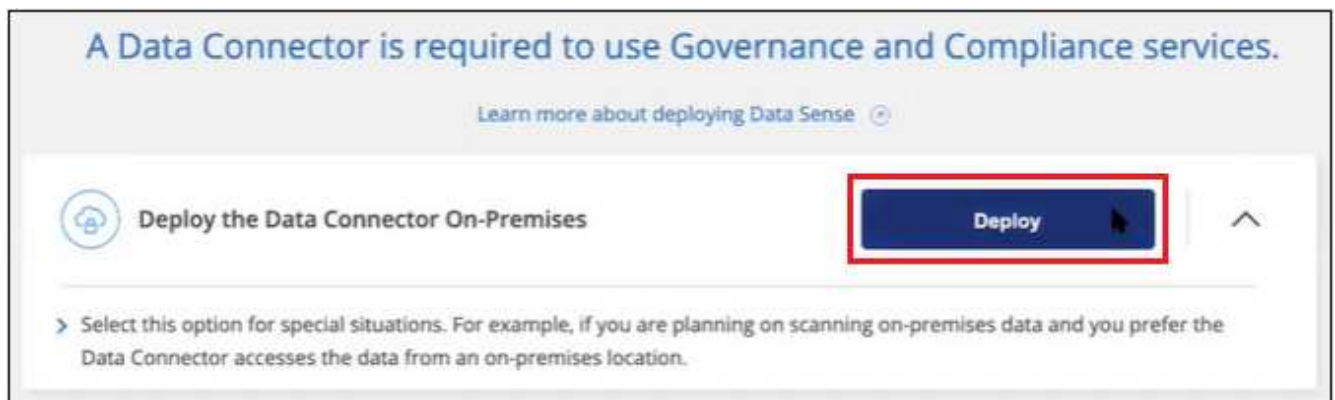 A Data Connector is required to use Governance and Compliance services.
Learn more about deploying Data Sense
Deploy the Data Connector On-Premises
Deploy
Select this option for special situations. For example, if you are planning on scanning on-premises data and you prefer the
Data Connector accesses the data from an on-premises location.